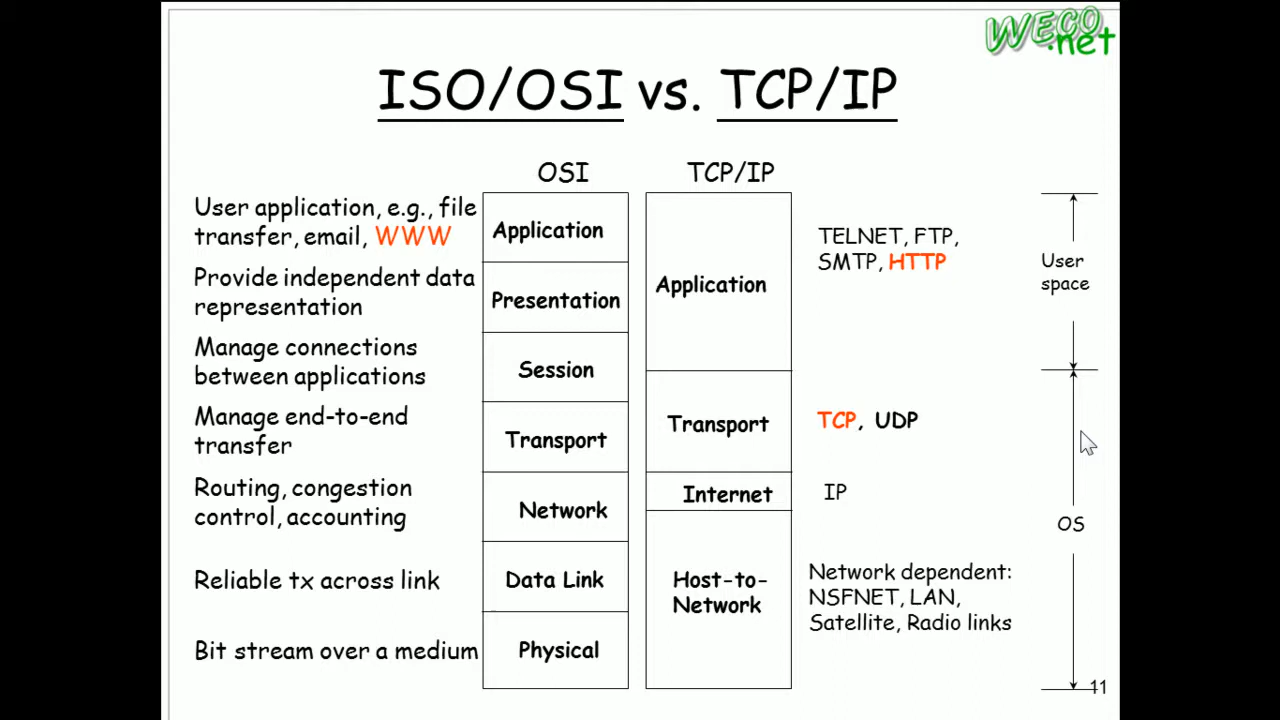 WECO
.net
ISO/OSI vs. TCP/IP
OSI
TCP/IP
User application, e.g., file
transfer, email, WWW
Provide independent data
representation
Manage connections
between applications
Manage end-to-end
transfer
Routing, congestion
control, accounting
Reliable tx across link
Bit stream over a medium
Application
Presentation
Session
Transport
Network
Data Link
Physical
Application
Transport
Internet
Host-to-
Network
TELNET, FTP,
SMTP, HTTP
TCP, UDP
IP
Network dependent:
NSFNET, LAN,
Satellite, Radio links
User
space
OS
11